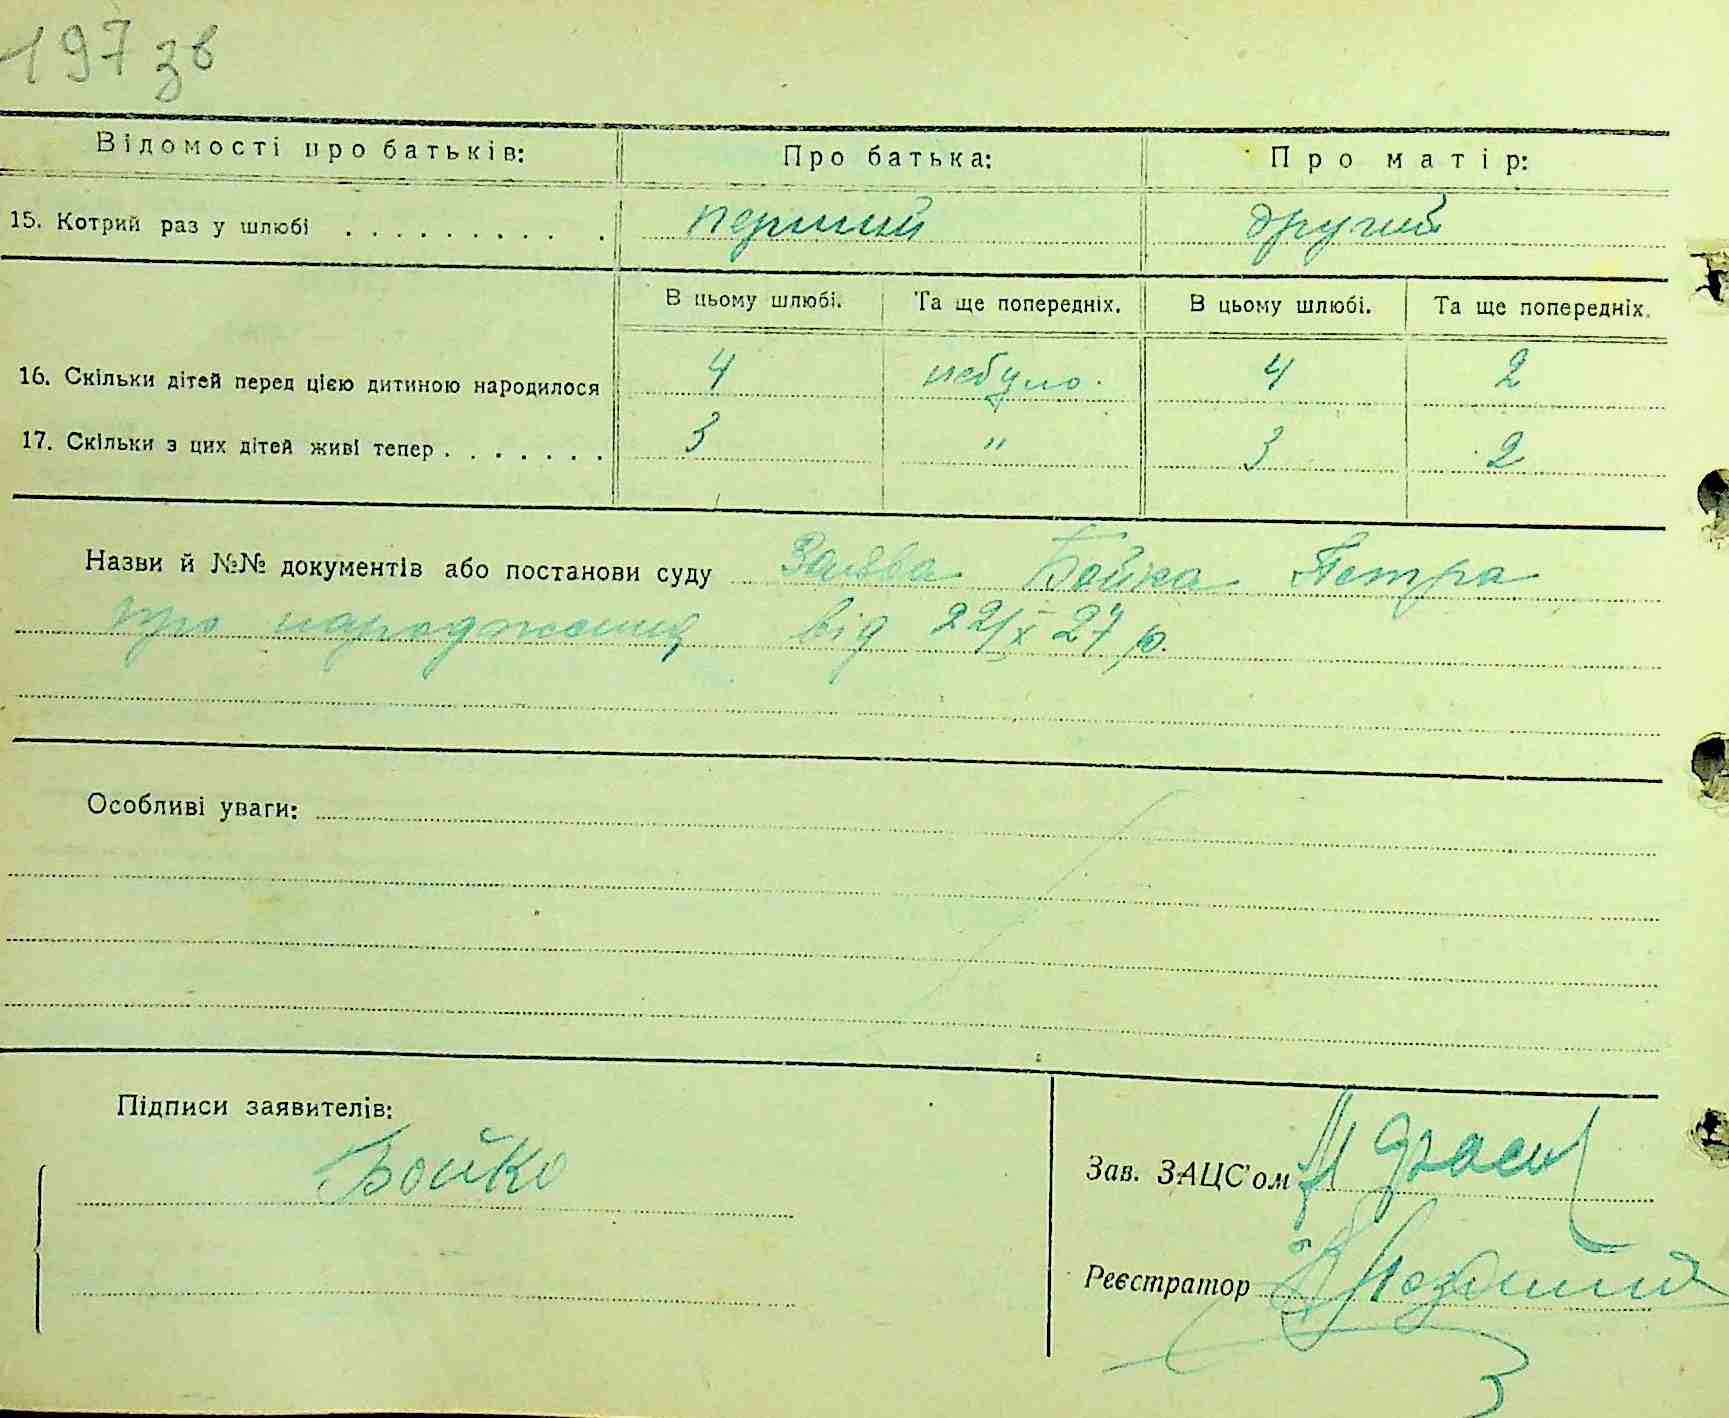 197 зв
Відомості про батьків: Про батька: Про матір:
15. Котрий раз у шлюбі . . . . . . . . . . перший другий
В цьому шлюбі. Та ще попередніх. В цьому шлюбі. Та ще попередніх.
16. Скільки дітей перед цією дитиною народилося 4 небуло. 4 2
17. Скільки з цих дітей живі тепер . . . . . . . 3 " 3 2
Назви й №№ документів або постанови суду Заява Бойка Петра
про народження від 22/X 27 р.
Особливі уваги:
Підписи заявителів:
Бойко
Зав. ЗАЦС'ом
Реєстратор